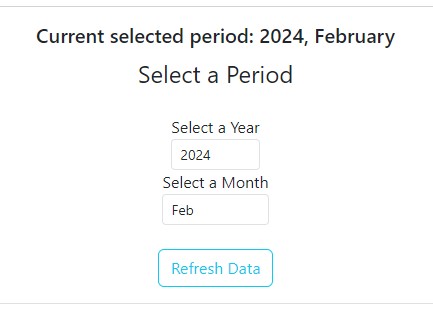 Current selected period: 2024, February
Select a Period
Select a Year
2024
Select a Month
Feb
Refresh Data